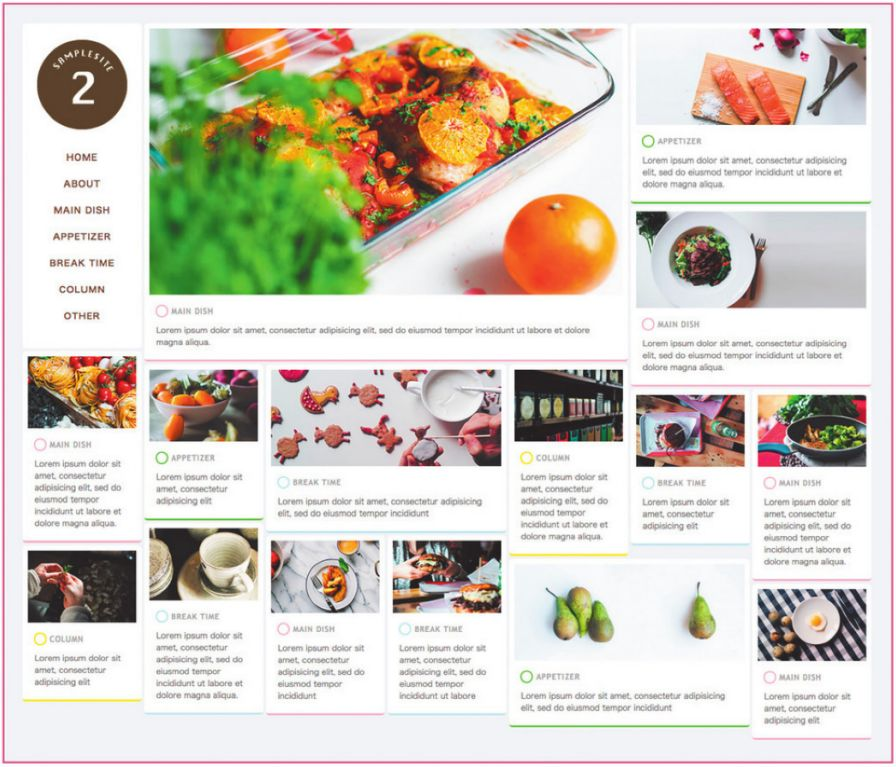 SAMPLESITE
2
HOME
ABOUT
MAIN DISH
APPETIZER
BREAK TIME
COLUMN
OTHER
MAIN DISH
Lorem ipsum dolor sit amet, consectetur adipisicing elit, sed do eiusmod tempor incididunt ut labore et dolore
magna aliqua.
APPETIZER
Lorem ipsum dolor sit amet, consectetur adipisicing
elit, sed do eiusmod tempor incididunt ut labore et
dolore magna aliqua.
MAIN DISH
Lorem ipsum dolor sit amet, consectetur adipisicing
elit, sed do eiusmod tempor incididunt ut labore et
dolore magna aliqua.
MAIN DISH
Lorem ipsum dolor sit
amet, consectetur
adipisicing elit, sed do
eiusmod tempor
incididunt ut labore et
dolore magna aliqua.
APPETIZER
Lorem ipsum dolor sit
amet, consectetur
adipisicing elit
BREAK TIME
Lorem ipsum dolor sit amet, consectetur adipisicing
elit, sed do eiusmod tempor incididunt
COLUMN
Lorem ipsum dolor sit
amet, consectetur
adipisicing elit, sed do
eiusmod tempor
incididunt ut labore et
dolore magna aliqua.
BREAK TIME
Lorem ipsum dolor sit
amet, consectetur
adipisicing elit
MAIN DISH
Lorem ipsum dolor sit
amet, consectetur
adipisicing elit, sed do
eiusmod tempor
incididunt ut labore et
dolore magna aliqua.
COLUMN
Lorem ipsum dolor sit
amet, consectetur
adipisicing elit
BREAK TIME
Lorem ipsum dolor sit
amet, consectetur
adipisicing elit, sed do
eiusmod tempor
incididunt ut labore et
dolore magna aliqua.
MAIN DISH
Lorem ipsum dolor sit
amet, consectetur
adipisicing elit, sed do
eiusmod tempor
incididunt
BREAK TIME
Lorem ipsum dolor sit
amet, consectetur
adipisicing elit, sed do
eiusmod tempor
incididunt ut labore
APPETIZER
Lorem ipsum dolor sit amet, consectetur adipisicing
elit, sed do eiusmod tempor incididunt
MAIN DISH
Lorem ipsum dolor sit
amet, consectetur
adipisicing elit